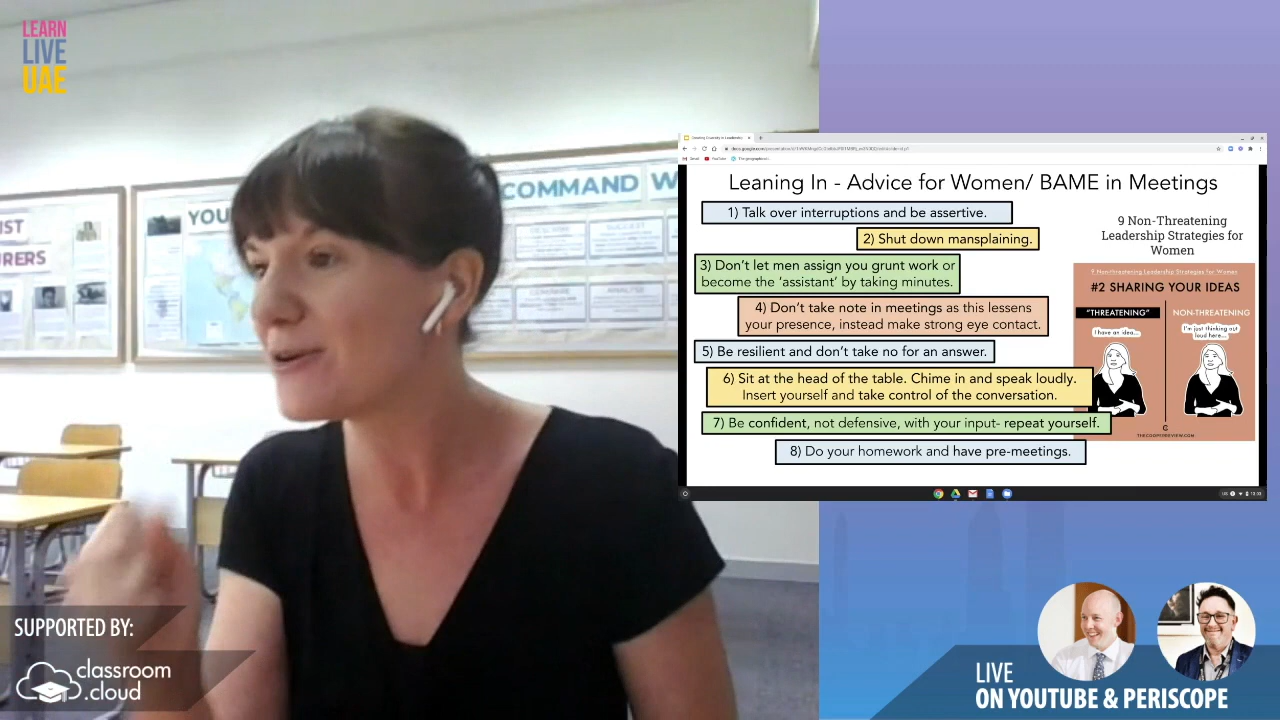 LEARN
LIVE
UAE
YOU
COMMAND W
IST
URERS
Leaning In - Advice for Women/ BAME in Meetings
1) Talk over interruptions and be assertive.
2) Shut down mansplaining.
3) Don't let men assign you grunt work or
become the 'assistant' by taking minutes.
4) Don't take note in meetings as this lessens
your presence, instead make strong eye contact.
5) Be resilient and don't take no for an answer.
6) Sit at the head of the table. Chime in and speak loudly.
Insert yourself and take control of the conversation.
7) Be confident, not defensive, with your input- repeat yourself.
8) Do your homework and have pre-meetings.
9 Non-Threatening
Leadership Strategies for
Women
9 Non-Threatening Leadership Strategies for Women
#2 SHARING YOUR IDEAS
"THREATENING"
NON-THREATENING
I have an idea...
I'm just thinking out
loud here...
THECOOPERREVIEW.COM
SUPPORTED BY:
classroom
.cloud
LIVE
ON YOUTUBE & PERISCOPE